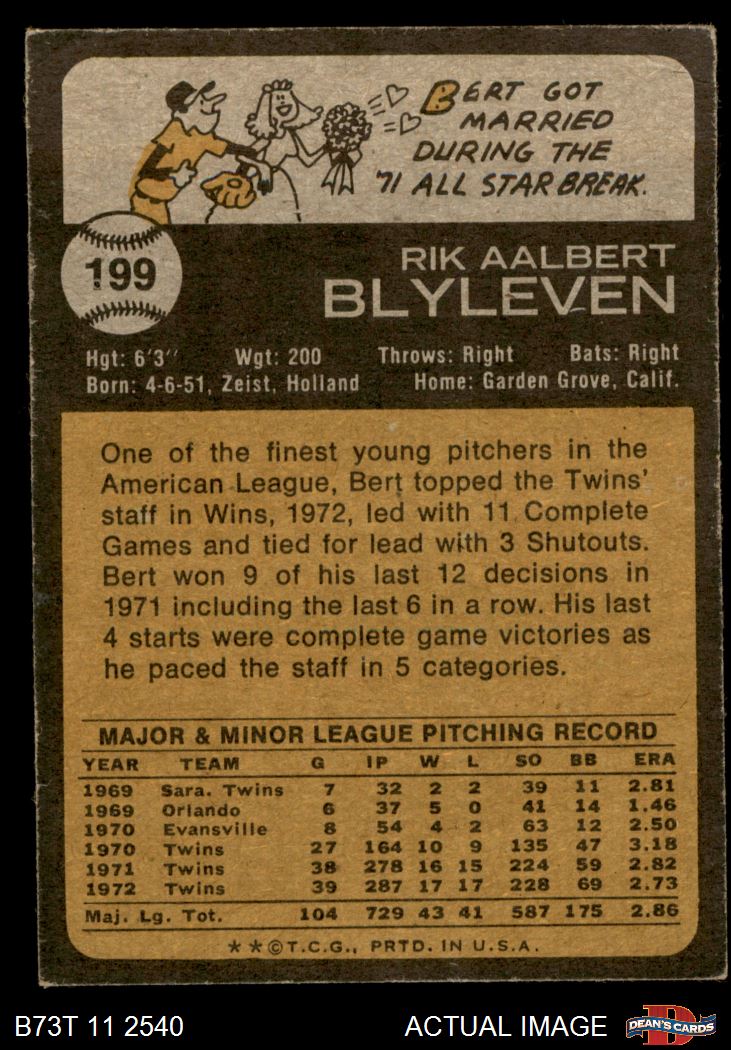 BERT GOT
MARRIED
DURING THE
'71 ALL STAR BREAK.
199
RIK AALBERT
BLYLEVEN
Hgt: 6'3" Wgt: 200 Throws: Right Bats: Right
Born: 4-6-51, Zeist, Holland Home: Garden Grove, Calif.
One of the finest young pitchers in the
American League, Bert topped the Twins'
staff in Wins, 1972, led with 11 Complete
Games and tied for lead with 3 Shutouts.
Bert won 9 of his last 12 decisions in
1971 including the last 6 in a row. His last
4 starts were complete game victories as
he paced the staff in 5 categories.
MAJOR & MINOR LEAGUE PITCHING RECORD
YEAR TEAM G IP W L SO BB ERA
1969 Sara. Twins 7 32 2 2 39 11 2.81
1969 Orlando 6 37 5 0 41 14 1.46
1970 Evansville 8 54 4 2 63 12 2.50
1970 Twins 27 164 10 9 135 47 3.18
1971 Twins 38 278 16 15 224 59 2.82
1972 Twins 39 287 17 17 228 69 2.73
Maj. Lg. Tot. 104 729 43 41 587 175 2.86
**©T.C.G., PRTD. IN U.S.A.
B73T 11 2540 ACTUAL IMAGE D DEAN'S CARDS